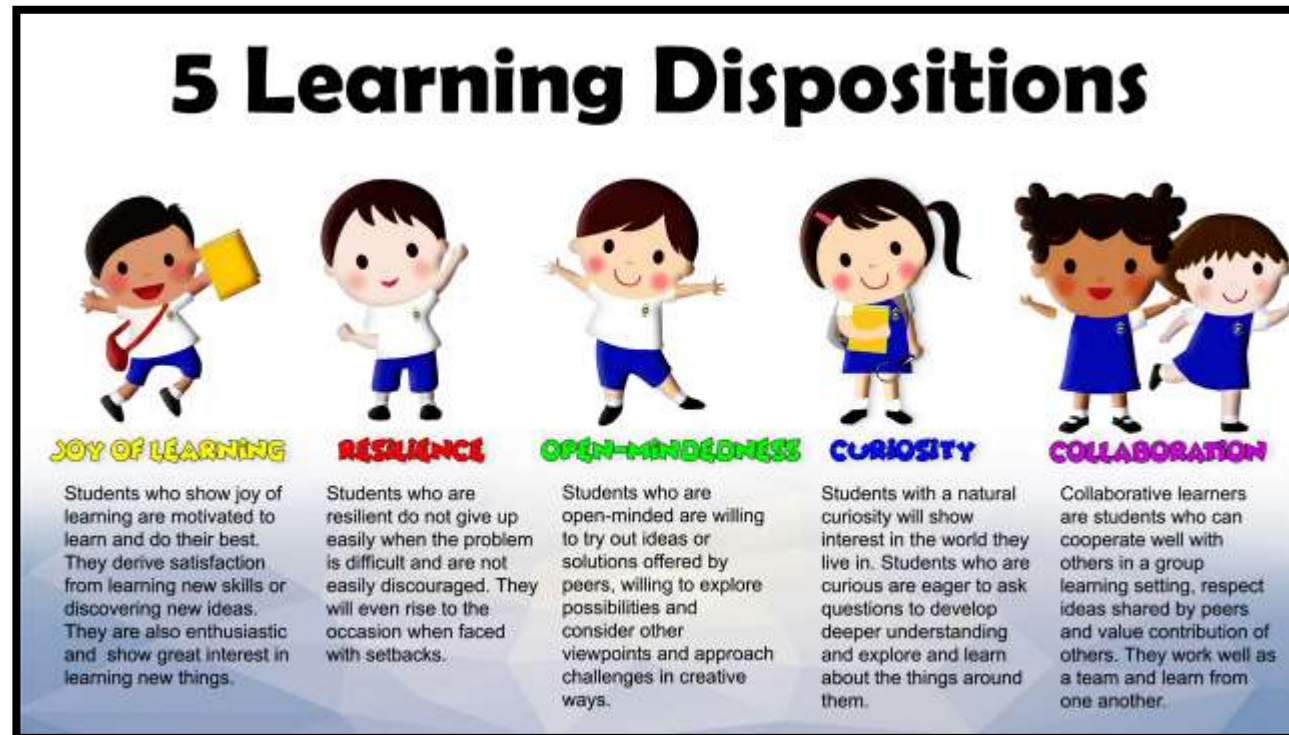 5 Learning Dispositions
JOY OF LEARNING
Students who show joy of
learning are motivated to
learn and do their best.
They derive satisfaction
from learning new skills or
discovering new ideas.
They are also enthusiastic
and show great interest in
learning new things.
RESILIENCE
Students who are
resilient do not give up
easily when the problem
is difficult and are not
easily discouraged. They
will even rise to the
occasion when faced
with setbacks.
OPEN-MINDEDNESS
Students who are
open-minded are willing
to try out ideas or
solutions offered by
peers, willing to explore
possibilities and
consider other
viewpoints and approach
challenges in creative
ways.
CURIOSITY
Students with a natural
curiosity will show
interest in the world they
live in. Students who are
curious are eager to ask
questions to develop
deeper understanding
and explore and learn
about the things around
them.
COLLABORATION
Collaborative learners
are students who can
cooperate well with
others in a group
learning setting, respect
ideas shared by peers
and value contribution of
others. They work well as
a team and learn from
one another.